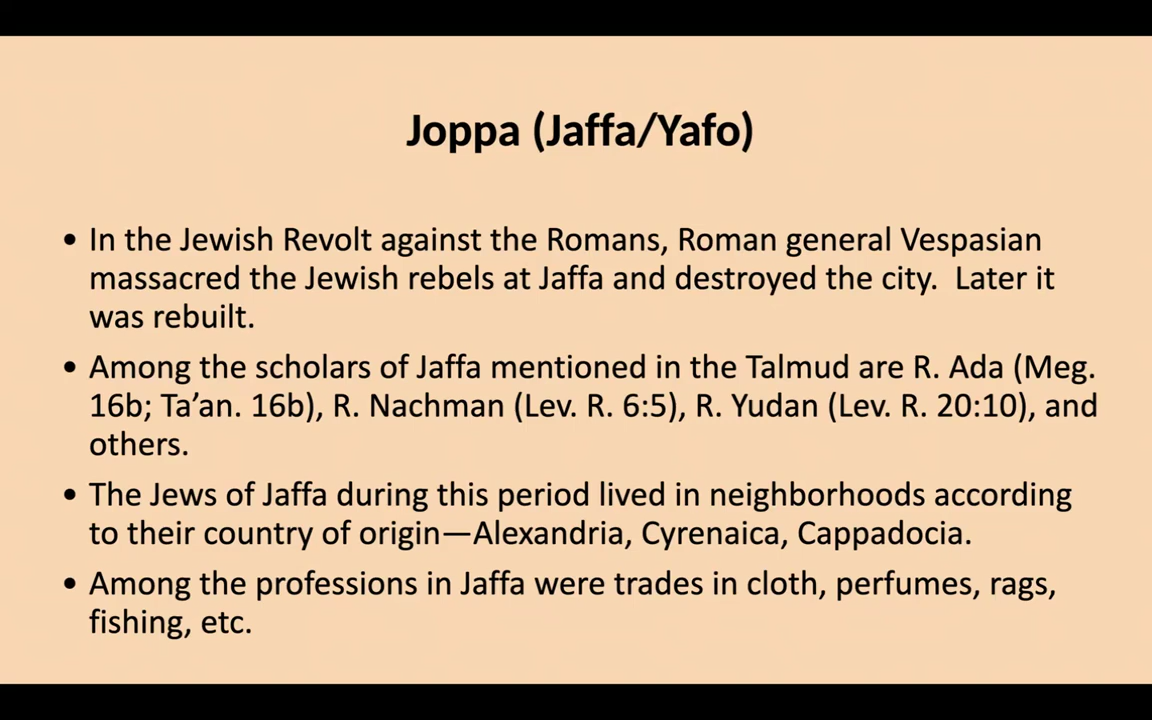 Joppa (Jaffa/Yafo)
• In the Jewish Revolt against the Romans, Roman general Vespasian
massacred the Jewish rebels at Jaffa and destroyed the city.  Later it
was rebuilt.
• Among the scholars of Jaffa mentioned in the Talmud are R. Ada (Meg.
16b; Ta’an. 16b), R. Nachman (Lev. R. 6:5), R. Yudan (Lev. R. 20:10), and
others.
• The Jews of Jaffa during this period lived in neighborhoods according
to their country of origin—Alexandria, Cyrenaica, Cappadocia.
• Among the professions in Jaffa were trades in cloth, perfumes, rags,
fishing, etc.